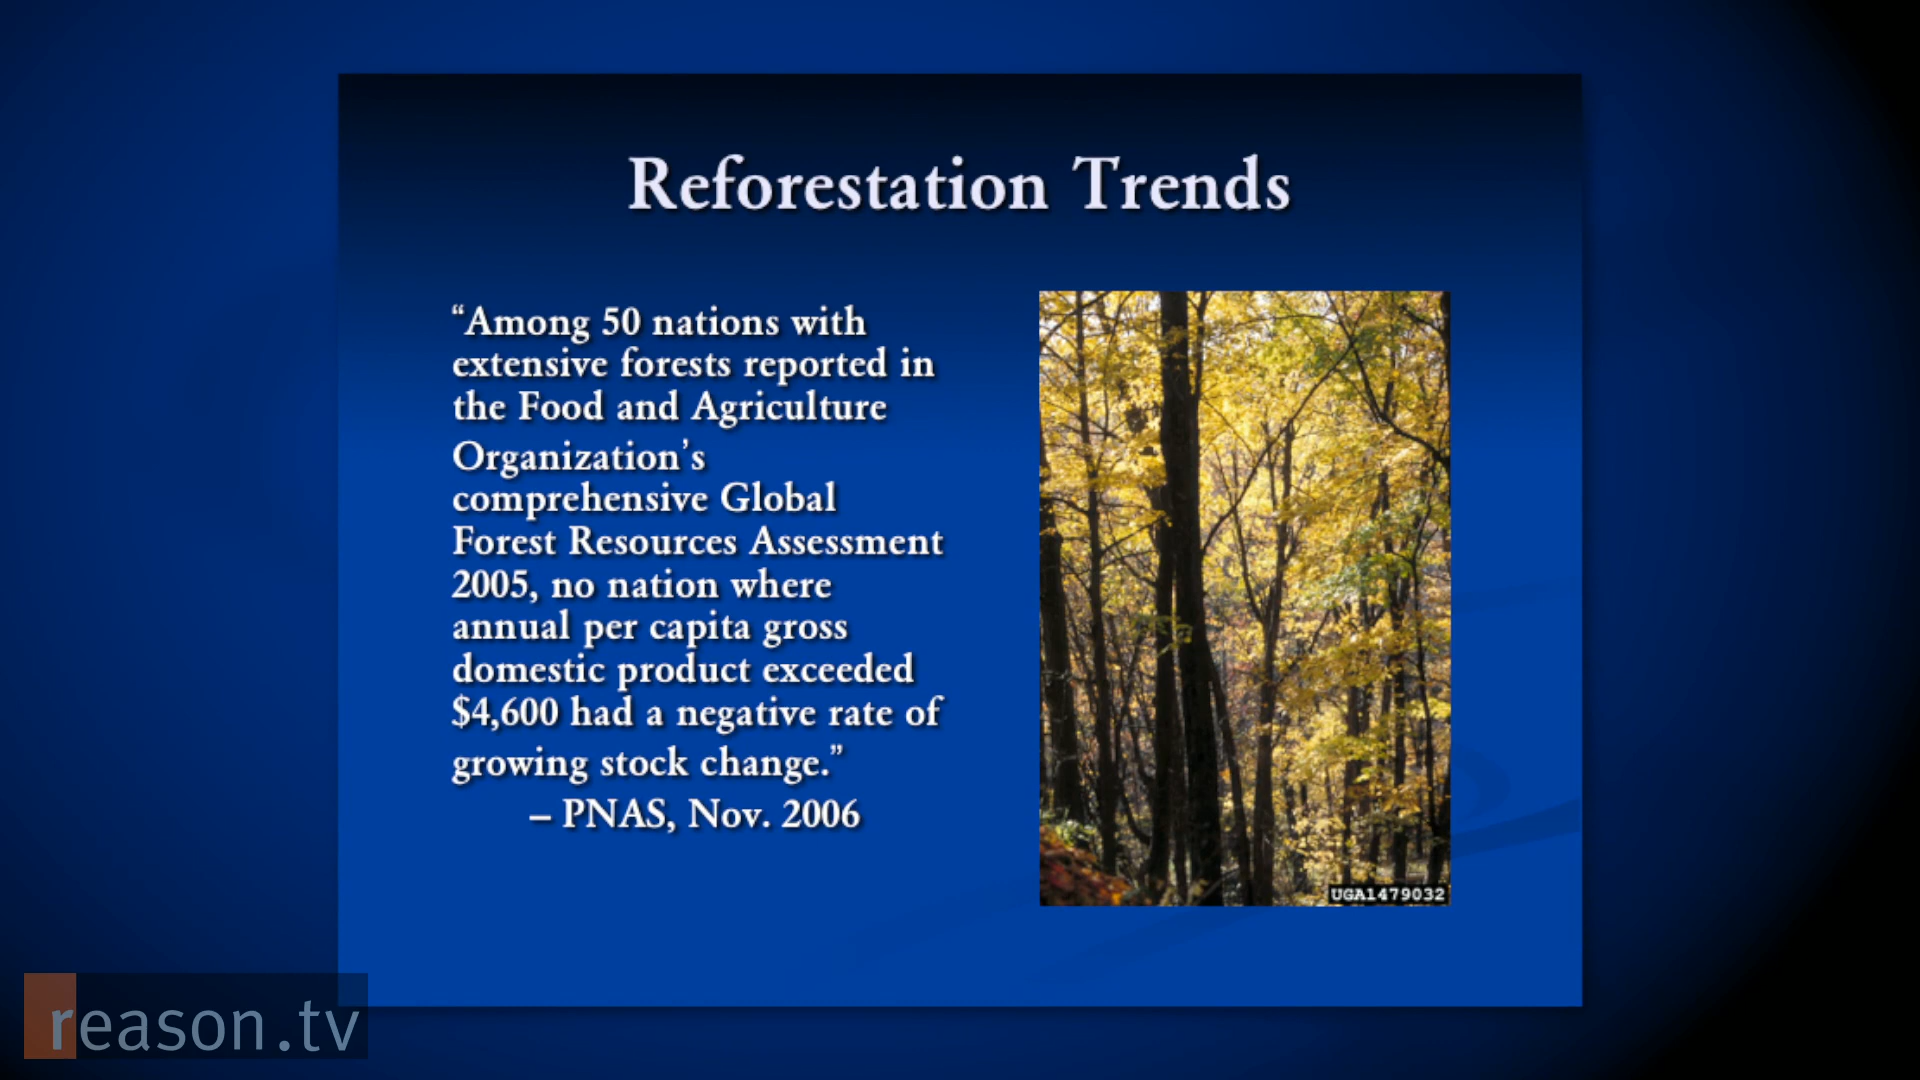 Reforestation Trends
“Among 50 nations with
extensive forests reported in
the Food and Agriculture
Organization’s
comprehensive Global
Forest Resources Assessment
2005, no nation where
annual per capita gross
domestic product exceeded
$4,600 had a negative rate of
growing stock change.”
– PNAS, Nov. 2006
UGA1479032
reason.tv